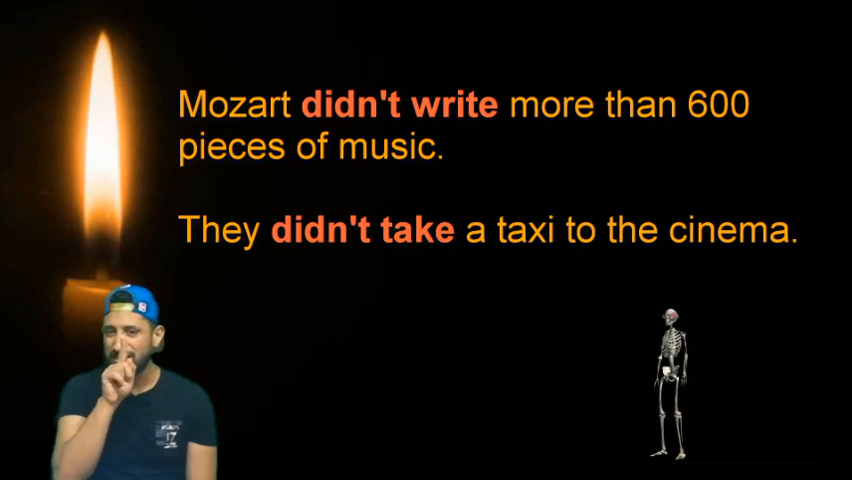 Mozart didn't write more than 600
pieces of music.
They didn't take a taxi to the cinema.